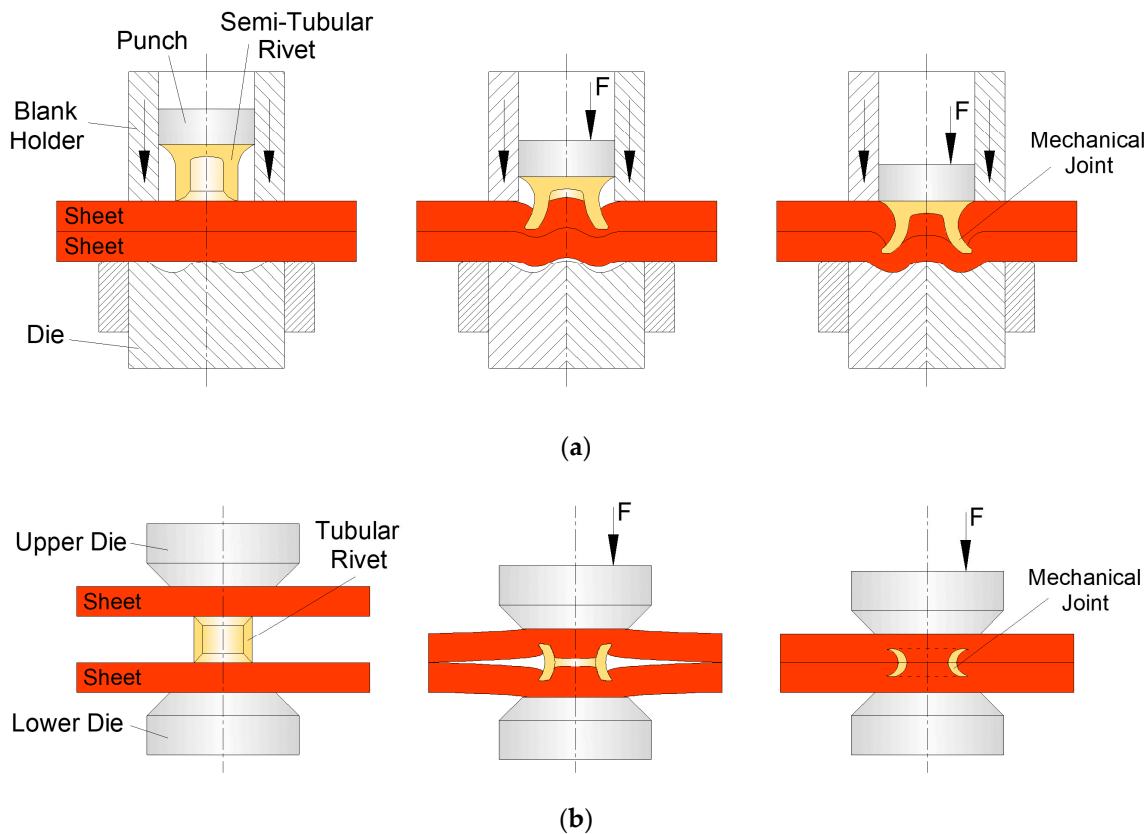 Semi-Tubular
Rivet
Punch
Blank
Holder
F
F
Mechanical
Joint
Sheet
Sheet
Die
(a)
Upper Die
Tubular
Rivet
F
F
Mechanical
Joint
Sheet
Sheet
Lower Die
(b)